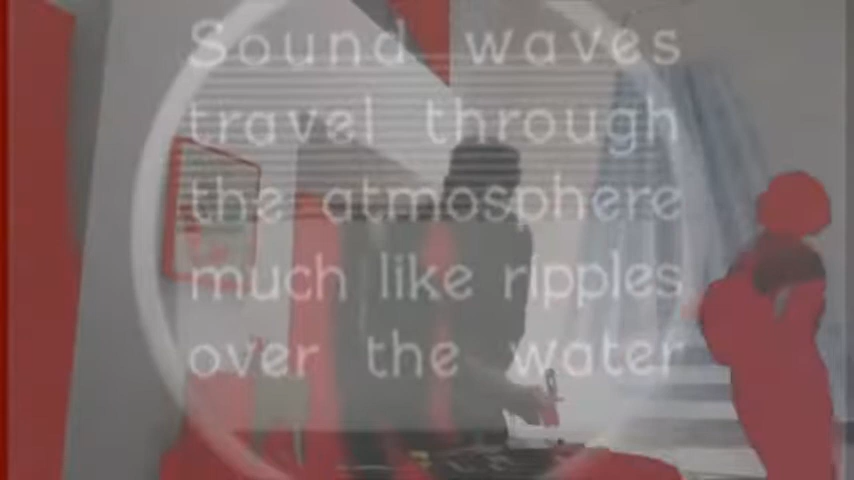 Sound waves
travel through
the atmosphere
much like ripples
over the water